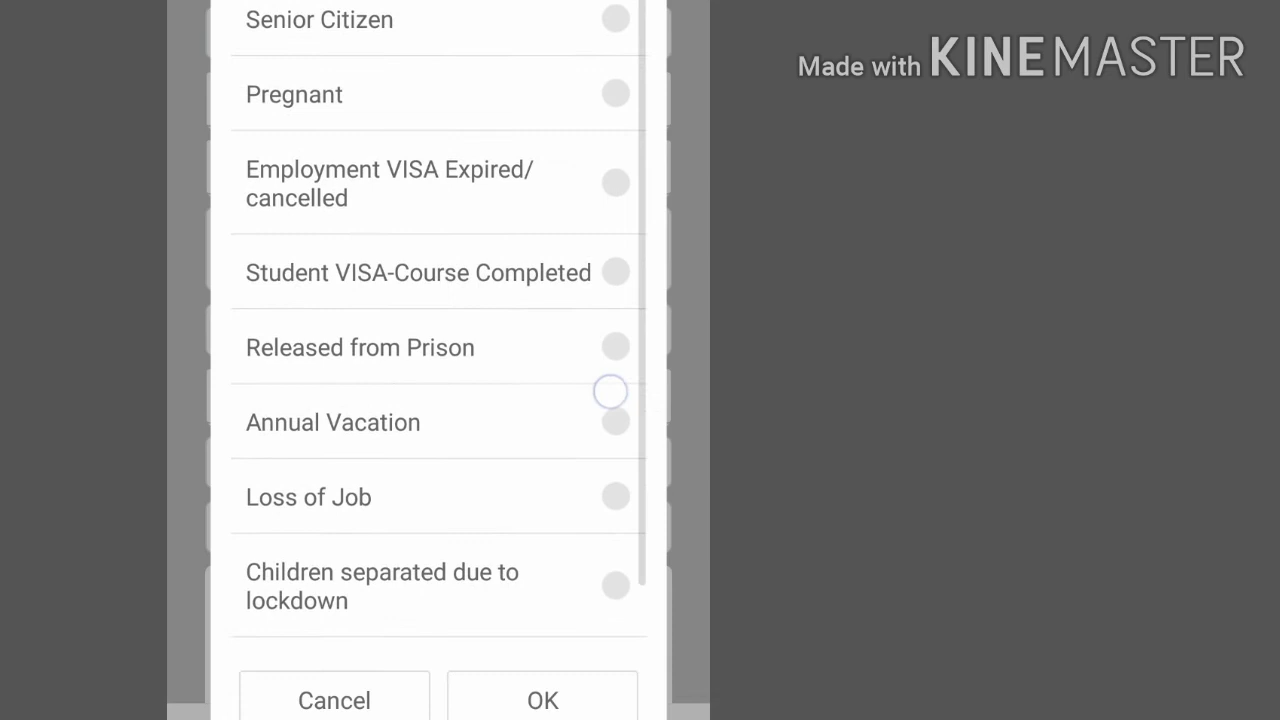 Senior Citizen
Made with KINEMASTER
Pregnant
Employment VISA Expired/
cancelled
Student VISA-Course Completed
Released from Prison
Annual Vacation
Loss of Job
Children separated due to
lockdown
Cancel
OK